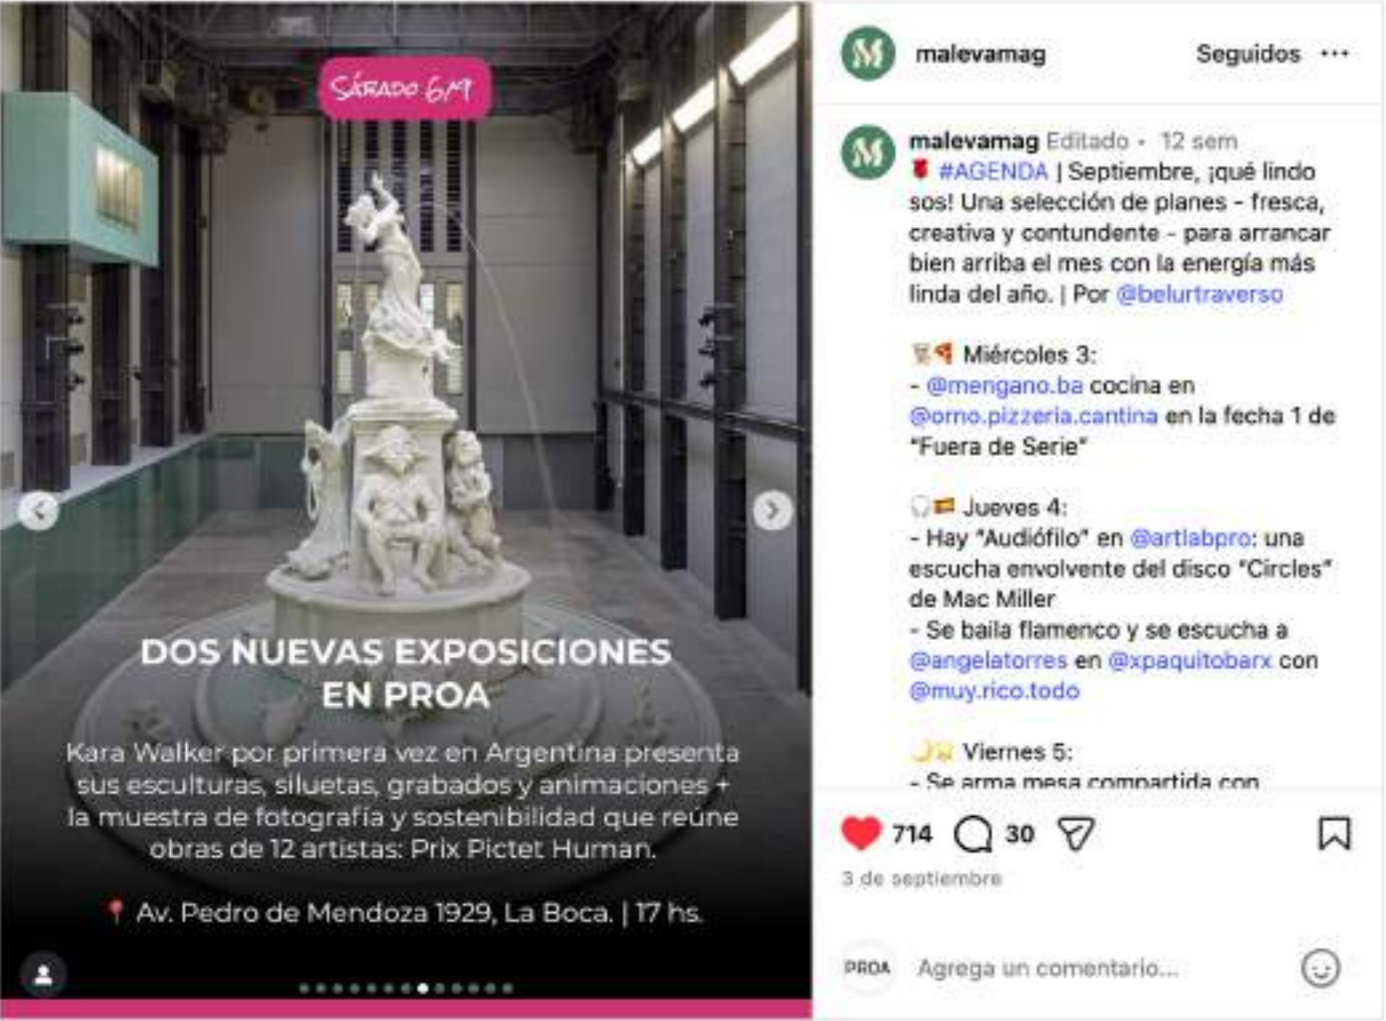 SÁBADO 6/9
DOS NUEVAS EXPOSICIONES
EN PROA
Kara Walker por primera vez en Argentina presenta
sus esculturas, siluetas, grabados y animaciones +
la muestra de fotografía y sostenibilidad que reúne
obras de 12 artistas: Prix Pictet Human.
Av. Pedro de Mendoza 1929, La Boca. | 17 hs.
malevamag
Seguidos
malevamag Editado • 12 sem
#AGENDA | Septiembre, ¡qué lindo
sos! Una selección de planes - fresca,
creativa y contundente - para arrancar
bien arriba el mes con la energía más
linda del año. | Por @belurtraverso
Miércoles 3:
- @mengano.ba cocina en
@orno.pizzeria.cantina en la fecha 1 de
"Fuera de Serie"
Jueves 4:
- Hay "Audiófilo" en @artlabpro: una
escucha envolvente del disco "Circles"
de Mac Miller
- Se baila flamenco y se escucha a
@angelatorres en @xpaquitobarx con
@muy.rico.todo
Viernes 5:
- Se arma mesa compartida con
714 30
3 de septiembre
PROA
Agrega un comentario...